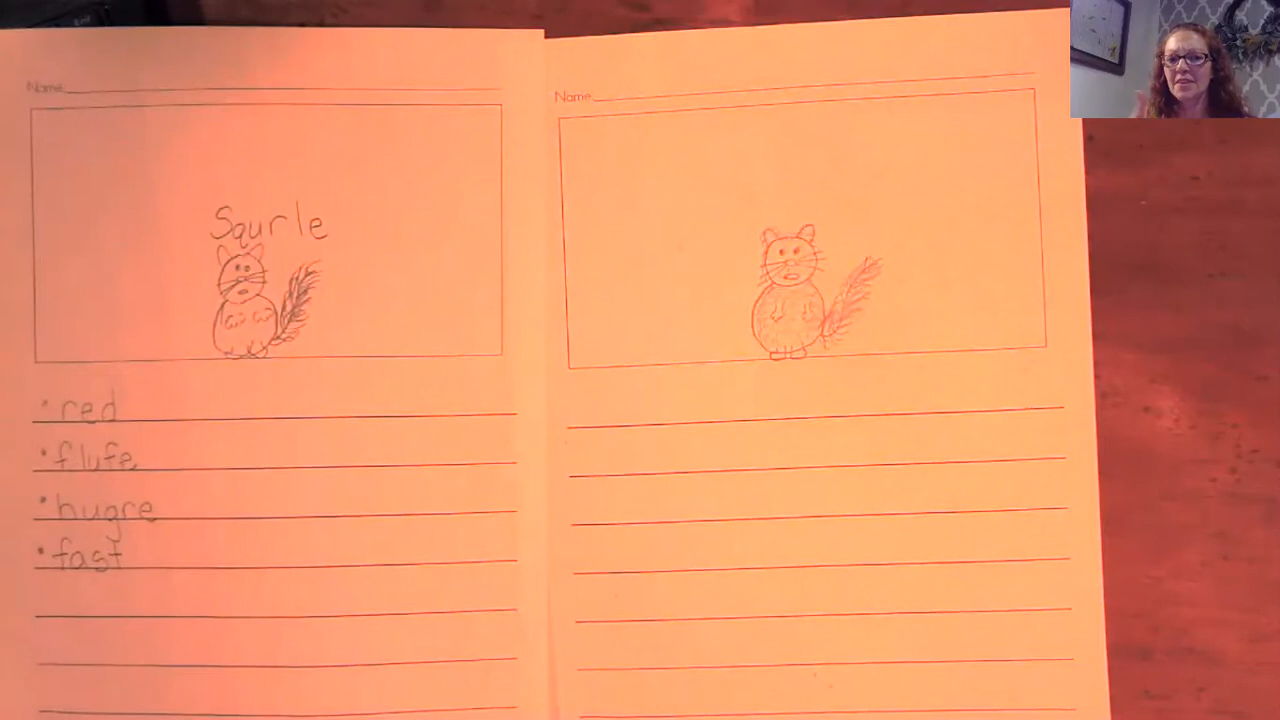 Name
Squrle
• red
• flufe
• hugre
• fast
Name